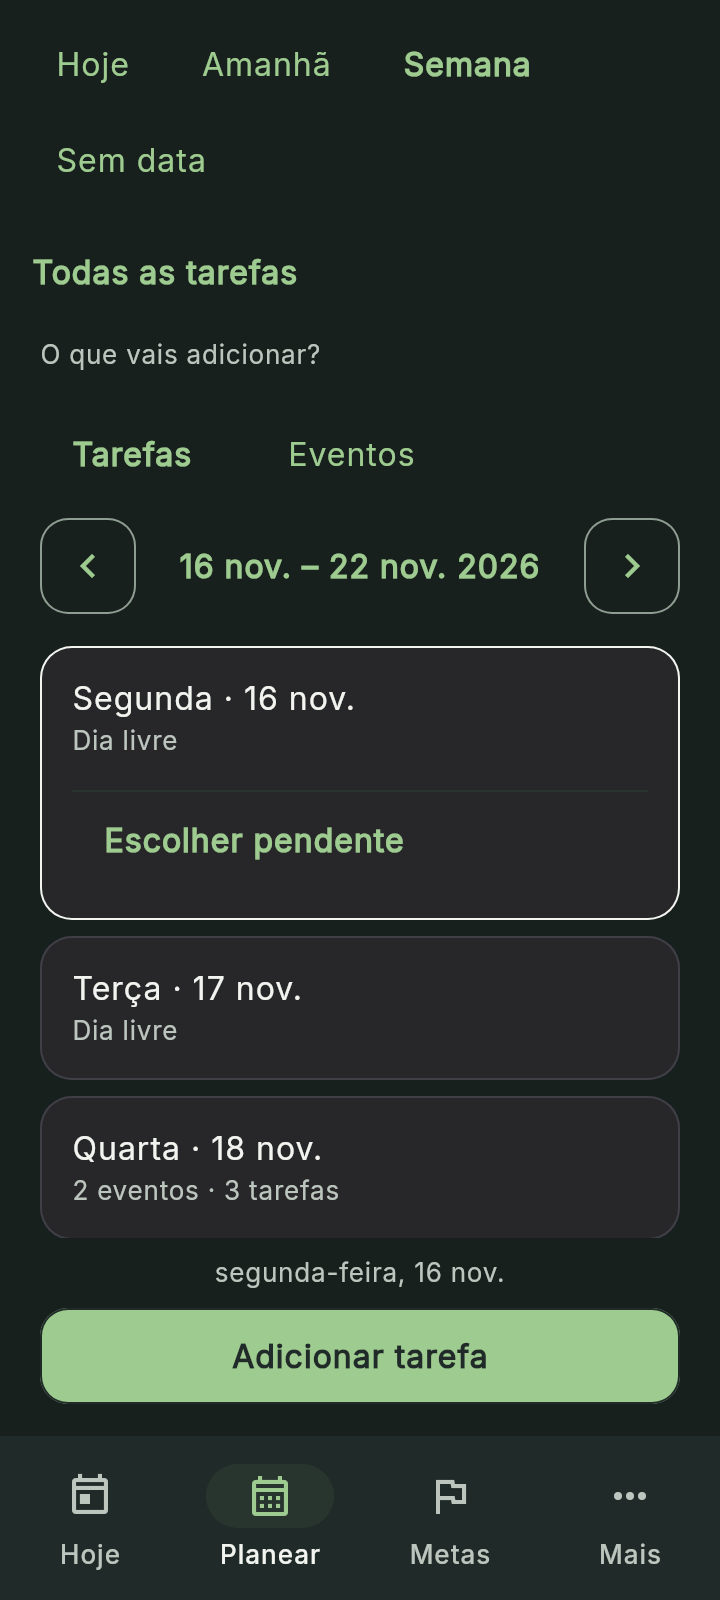 Hoje Amanhã Semana
Sem data
Todas as tarefas
O que vais adicionar?
Tarefas Eventos
16 nov. – 22 nov. 2026
Segunda · 16 nov.
Dia livre
Escolher pendente
Terça · 17 nov.
Dia livre
Quarta · 18 nov.
2 eventos · 3 tarefas
segunda-feira, 16 nov.
Adicionar tarefa
Hoje Planear Metas Mais